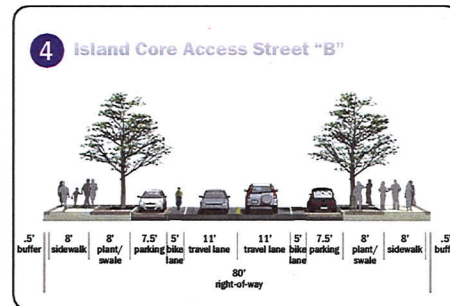 4 Island Core Access Street “B”
.5' buffer
8' sidewalk
8' plant/ swale
7.5' parking
5' bike lane
11' travel lane
11' travel lane
5' bike lane
7.5' parking
8' plant/ swale
8' sidewalk
.5' buff
80'
right-of-way